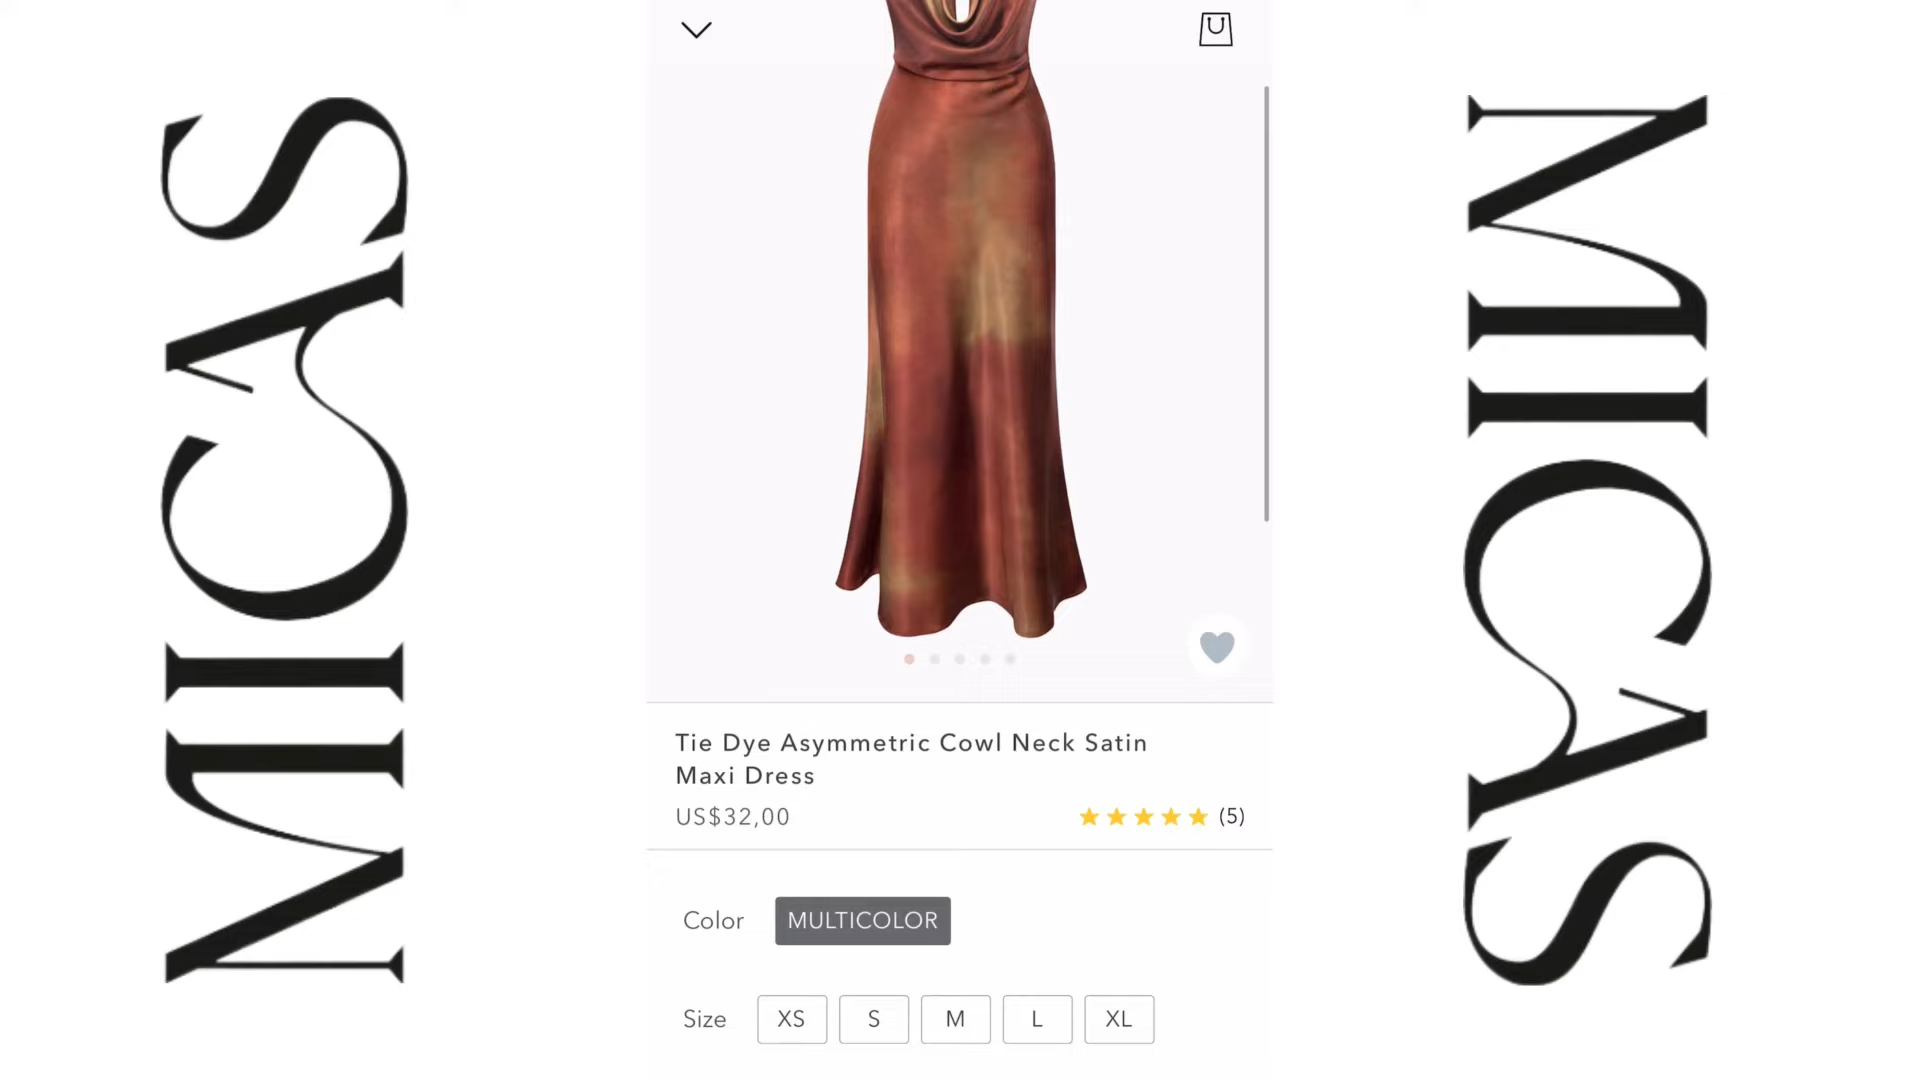 MICAS
Tie Dye Asymmetric Cowl Neck Satin
Maxi Dress
US$32,00
(5)
Color MULTICOLOR
Size XS S M L XL
MICAS